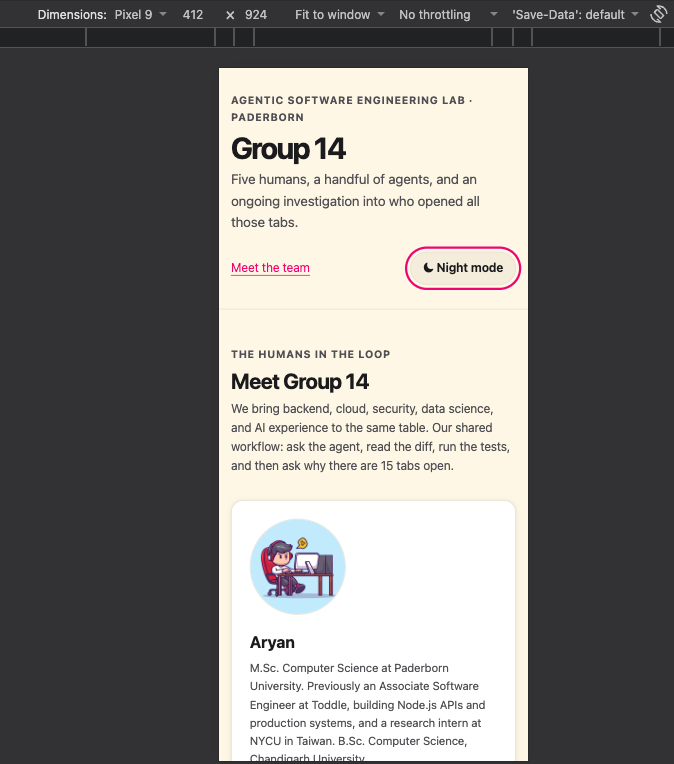 Dimensions: Pixel 9 412 x 924 Fit to window No throttling 'Save-Data': default
AGENTIC SOFTWARE ENGINEERING LAB ·
PADERBORN
Group 14
Five humans, a handful of agents, and an
ongoing investigation into who opened all
those tabs.
Meet the team Night mode
THE HUMANS IN THE LOOP
Meet Group 14
We bring backend, cloud, security, data science,
and AI experience to the same table. Our shared
workflow: ask the agent, read the diff, run the tests,
and then ask why there are 15 tabs open.
Aryan
M.Sc. Computer Science at Paderborn
University. Previously an Associate Software
Engineer at Toddle, building Node.js APIs and
production systems, and a research intern at
NYCU in Taiwan. B.Sc. Computer Science,
Chandigarh University.